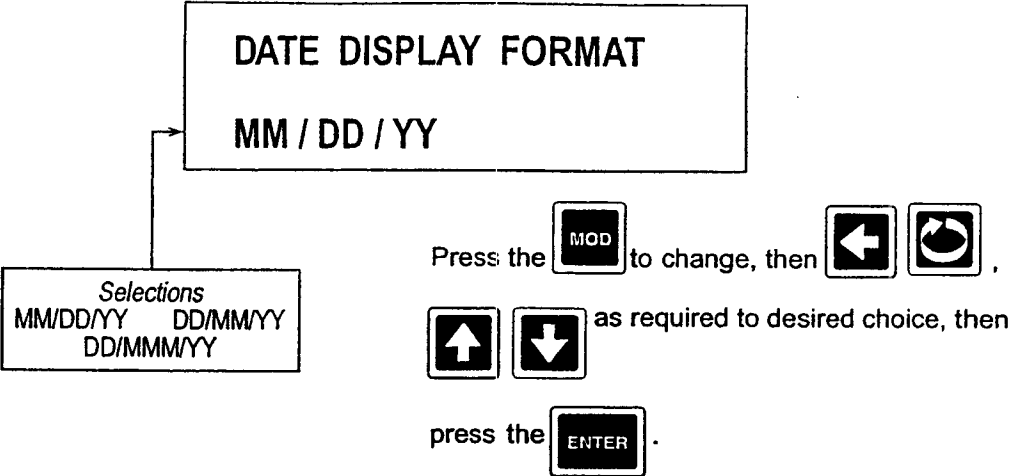 DATE DISPLAY FORMAT
MM / DD / YY
Selections
MM/DD/YY DD/MM/YY
DD/MMM/YY
Press the MOD to change, then ,
as required to desired choice, then
press the ENTER .